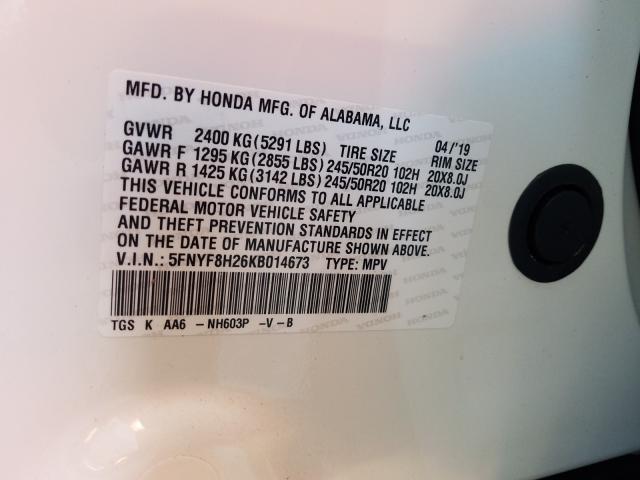 MFD. BY HONDA MFG. OF ALABAMA, LLC
GVWR 2400 KG(5291 LBS) TIRE SIZE 04/'19 RIM SIZE
GAWR F 1295 KG(2855 LBS) 245/50R20 102H 20X8.0J
GAWR R 1425 KG(3142 LBS) 245/50R20 102H 20X8.0J
THIS VEHICLE CONFORMS TO ALL APPLICABLE
FEDERAL MOTOR VEHICLE SAFETY
AND THEFT PREVENTION STANDARDS IN EFFECT
ON THE DATE OF MANUFACTURE SHOWN ABOVE.
V.I.N.: 5FNYF8H26KB014673 TYPE: MPV
TGS K AA6 -NH603P -V-B